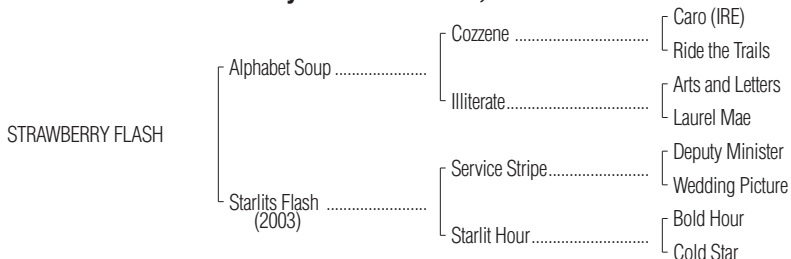 Caro (IRE)
Cozzene ................................
Ride the Trails
Alphabet Soup ......................
Arts and Letters
Illiterate..................................
Laurel Mae
STRAWBERRY FLASH
Deputy Minister
Service Stripe........................
Wedding Picture
Starlits Flash ........................
(2003)
Bold Hour
Starlit Hour............................
Cold Star